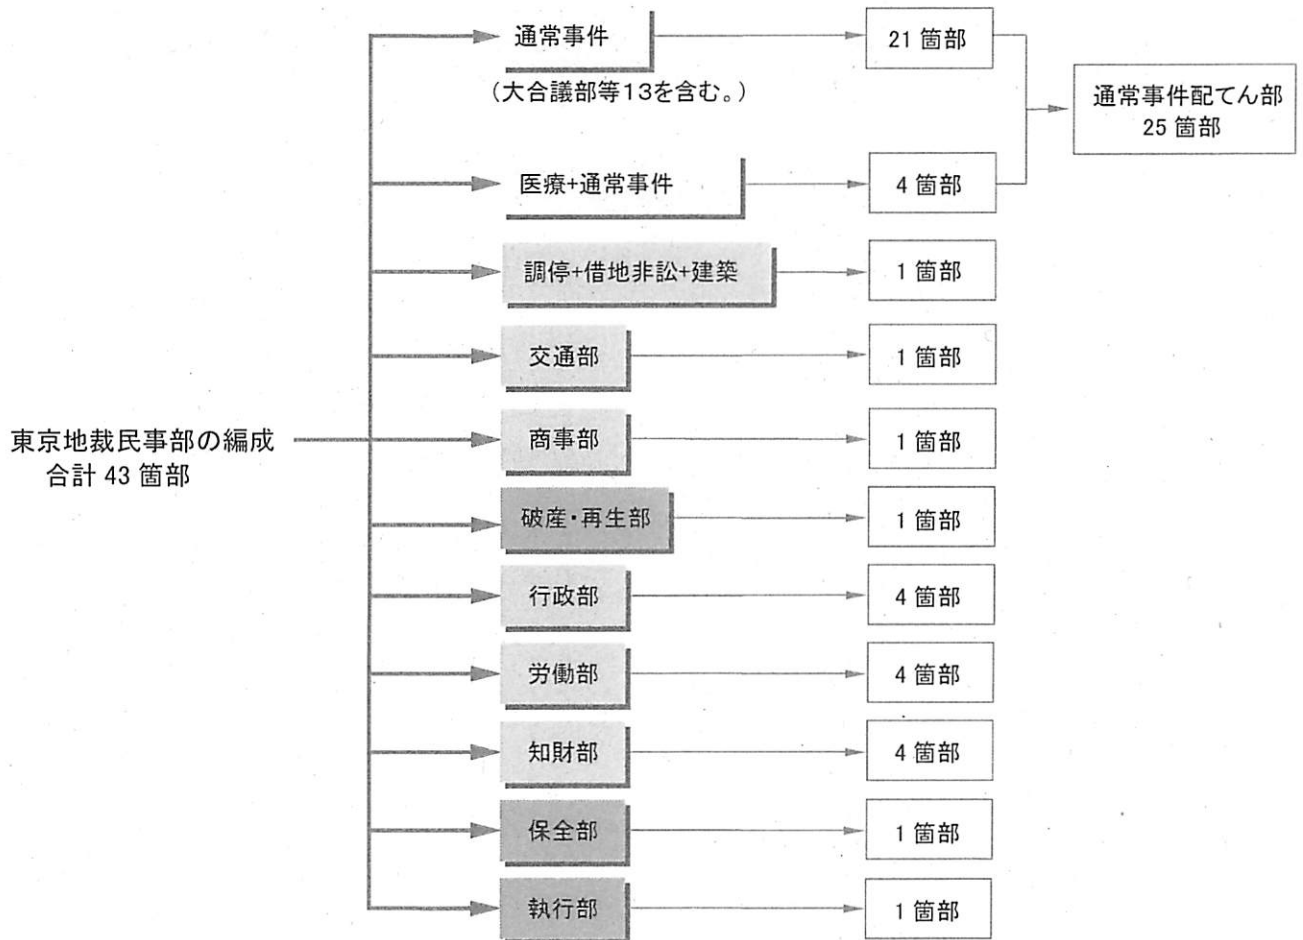 通常事件
21 箇部
(大合議部等13を含む。)
通常事件配てん部
25 箇部
医療+通常事件
4 箇部
調停+借地非訟+建築
1 箇部
交通部
1 箇部
東京地裁民事部の編成
合計 43 箇部
商事部
1 箇部
破産・再生部
1 箇部
行政部
4 箇部
労働部
4 箇部
知財部
4 箇部
保全部
1 箇部
執行部
1 箇部